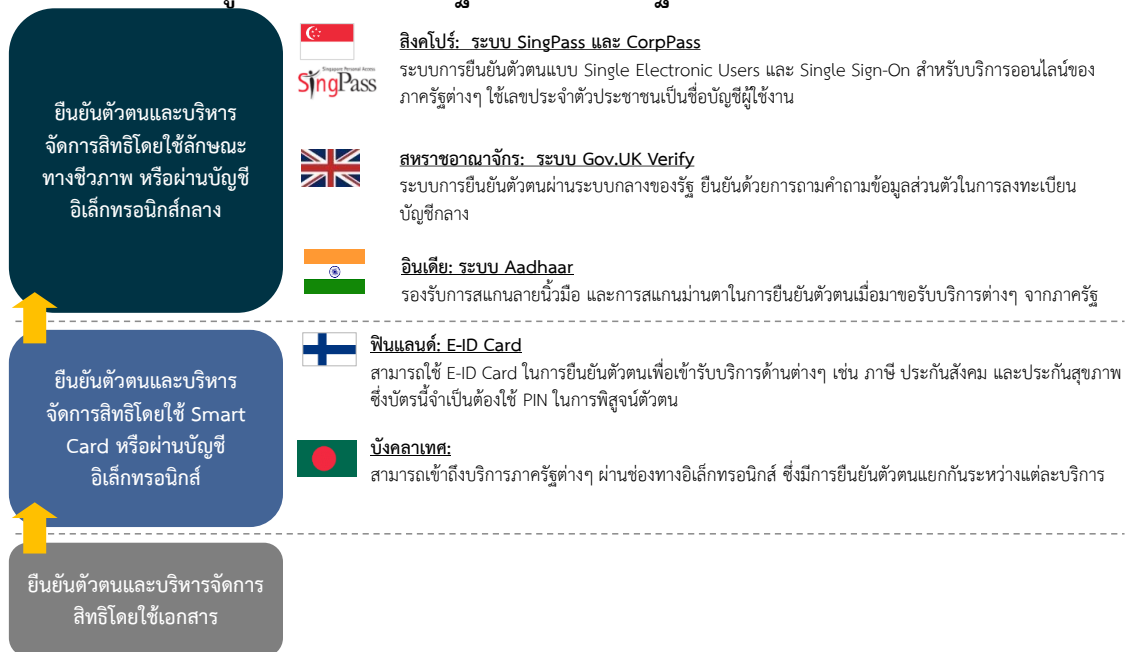 สิงคโปร์: ระบบ SingPass และ CorpPass
Singapore Personal Access
SingPass
ระบบการยืนยันตัวตนแบบ Single Electronic Users และ Single Sign-On สำหรับบริการออนไลน์ของ
ภาครัฐต่างๆ ใช้เลขประจำตัวประชาชนเป็นชื่อบัญชีผู้ใช้งาน
ยืนยันตัวตนและบริหาร
จัดการสิทธิโดยใช้ลักษณะ
ทางชีวภาพ หรือผ่านบัญชี
อิเล็กทรอนิกส์กลาง
สหราชอาณาจักร: ระบบ Gov.UK Verify
ระบบการยืนยันตัวตนผ่านระบบกลางของรัฐ ยืนยันด้วยการถามคำถามข้อมูลส่วนตัวในการลงทะเบียน
บัญชีกลาง
อินเดีย: ระบบ Aadhaar
รองรับการสแกนลายนิ้วมือ และการสแกนม่านตาในการยืนยันตัวตนเมื่อมาขอรับบริการต่างๆ จากภาครัฐ
ยืนยันตัวตนและบริหาร
จัดการสิทธิโดยใช้ Smart
Card หรือผ่านบัญชี
อิเล็กทรอนิกส์
ฟินแลนด์: E-ID Card
สามารถใช้ E-ID Card ในการยืนยันตัวตนเพื่อเข้ารับบริการด้านต่างๆ เช่น ภาษี ประกันสังคม และประกันสุขภาพ
ซึ่งบัตรนี้จำเป็นต้องใช้ PIN ในการพิสูจน์ตัวตน
บังคลาเทศ:
สามารถเข้าถึงบริการภาครัฐต่างๆ ผ่านช่องทางอิเล็กทรอนิกส์ ซึ่งมีการยืนยันตัวตนแยกกันระหว่างแต่ละบริการ
ยืนยันตัวตนและบริหารจัดการ
สิทธิโดยใช้เอกสาร